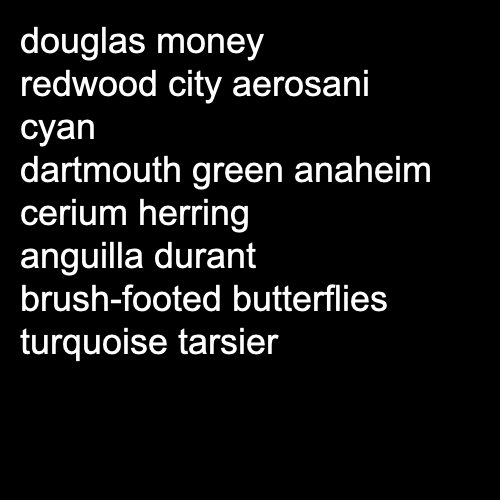 douglas money
redwood city aerosani
cyan
dartmouth green anaheim
cerium herring
anguilla durant
brush-footed butterflies
turquoise tarsier